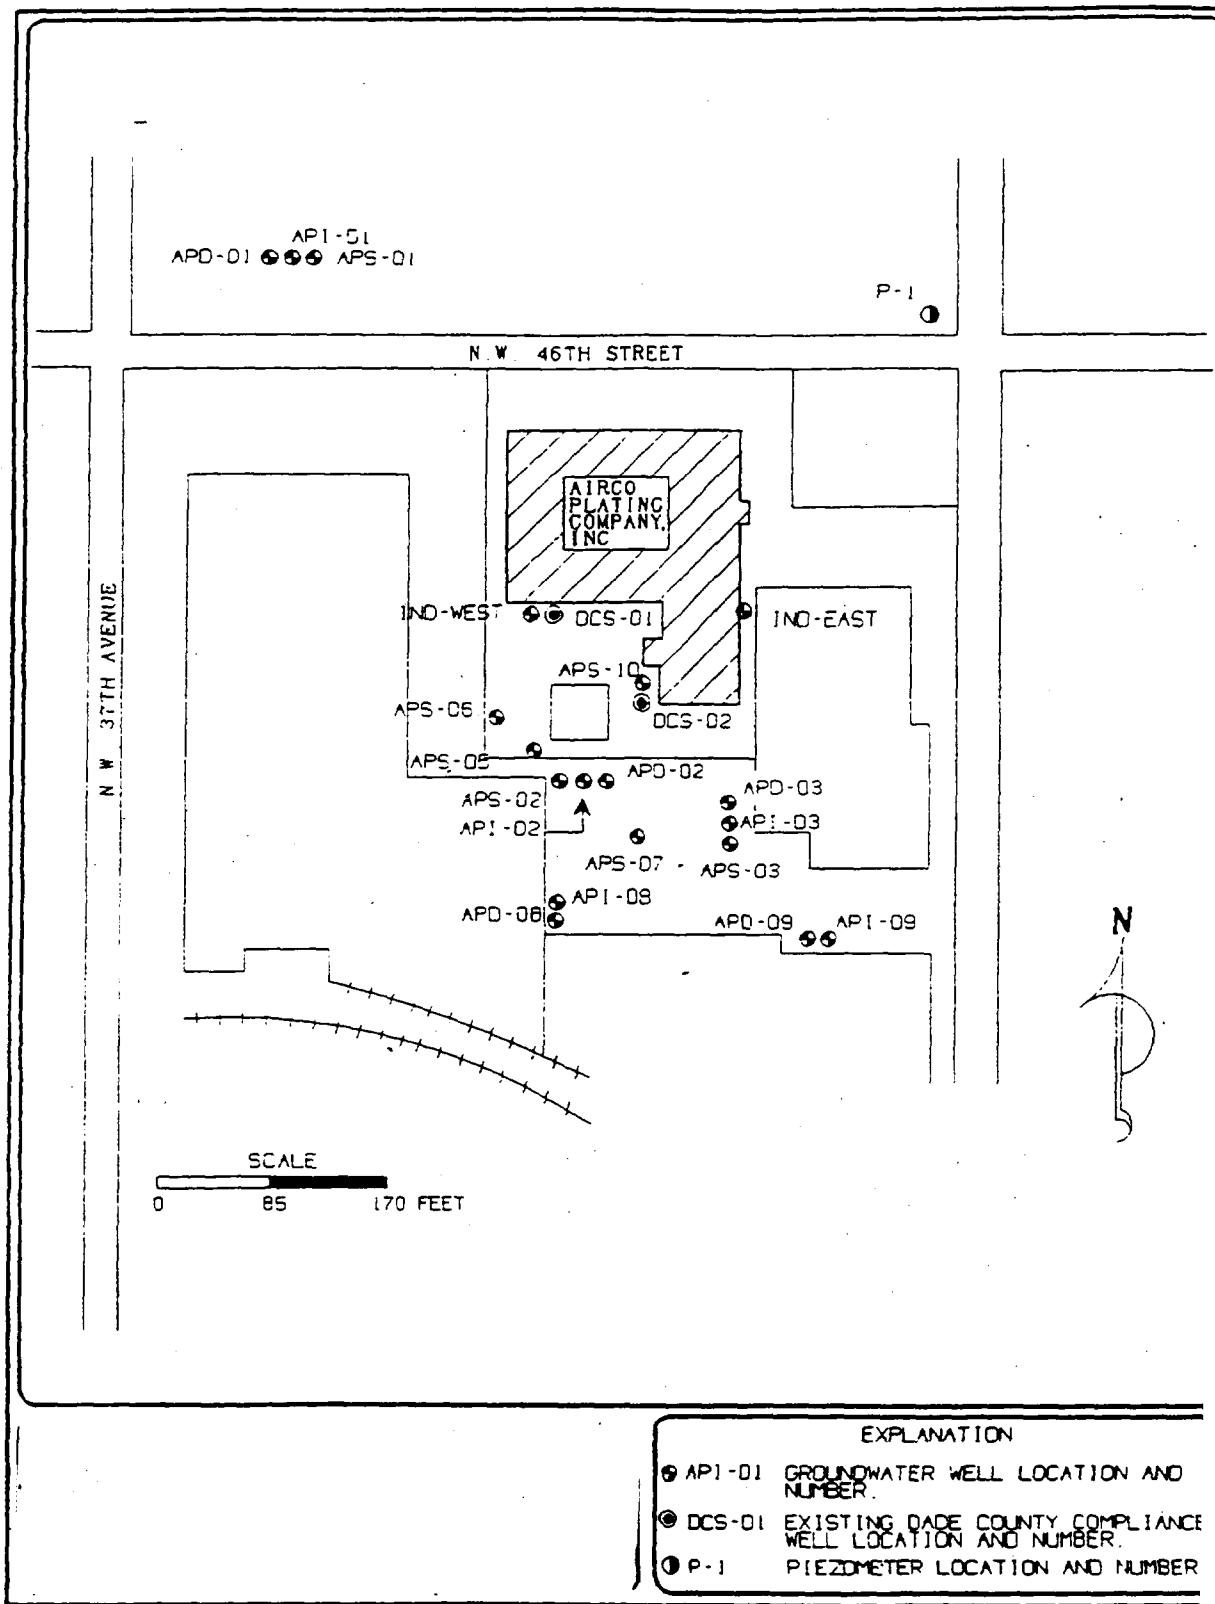 API-01
APD-01 APS-01
P-1
N.W. 46TH STREET
AIRCO
PLATING
COMPANY,
INC
N W 37TH AVENUE
IND-WEST DCS-01 IND-EAST
APS-10
APS-06 DCS-02
APS-05 APD-02
APS-02 APD-03
API-02 API-03
APS-07 APS-03
API-08
APD-08 APD-09 API-09
N
SCALE
0 85 170 FEET
EXPLANATION
API-01 GROUNDWATER WELL LOCATION AND
NUMBER.
DCS-01 EXISTING DADE COUNTY COMPLIANCE
WELL LOCATION AND NUMBER.
P-1 PIEZOMETER LOCATION AND NUMBER